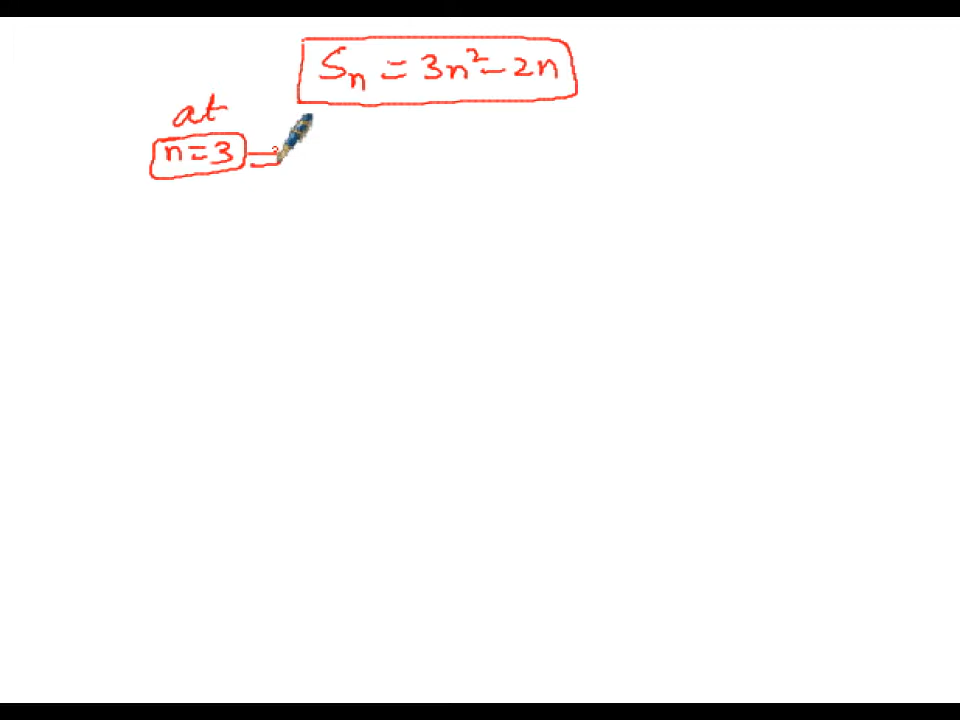 Sₙ = 3n² - 2n
at
n = 3 =